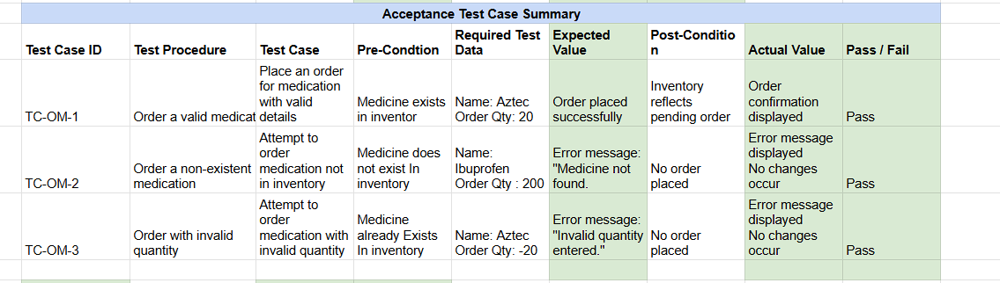 Acceptance Test Case Summary
Test Case ID
Test Procedure
Test Case
Pre-Condtion
Required Test
Data
Expected
Value
Post-Conditio
n
Actual Value
Pass / Fail
TC-OM-1
Order a valid medicat
Place an order
for medication
with valid
details
Medicine exists
in inventor
Name: Aztec
Order Qty: 20
Order placed
successfully
Inventory
reflects
pending order
Order
confirmation
displayed
Pass
TC-OM-2
Order a non-existent
medication
Attempt to
order
medication not
in inventory
Medicine does
not exist In
inventory
Name:
Ibuprofen
Order Qty : 200
Error message:
"Medicine not
found.
No order
placed
Error message
displayed
No changes
occur
Pass
TC-OM-3
Order with invalid
quantity
Attempt to
order
medication with
invalid quantity
Medicine
already Exists
In inventory
Name: Aztec
Order Qty: -20
Error message:
"Invalid quantity
entered."
No order
placed
Error message
displayed
No changes
occur
Pass